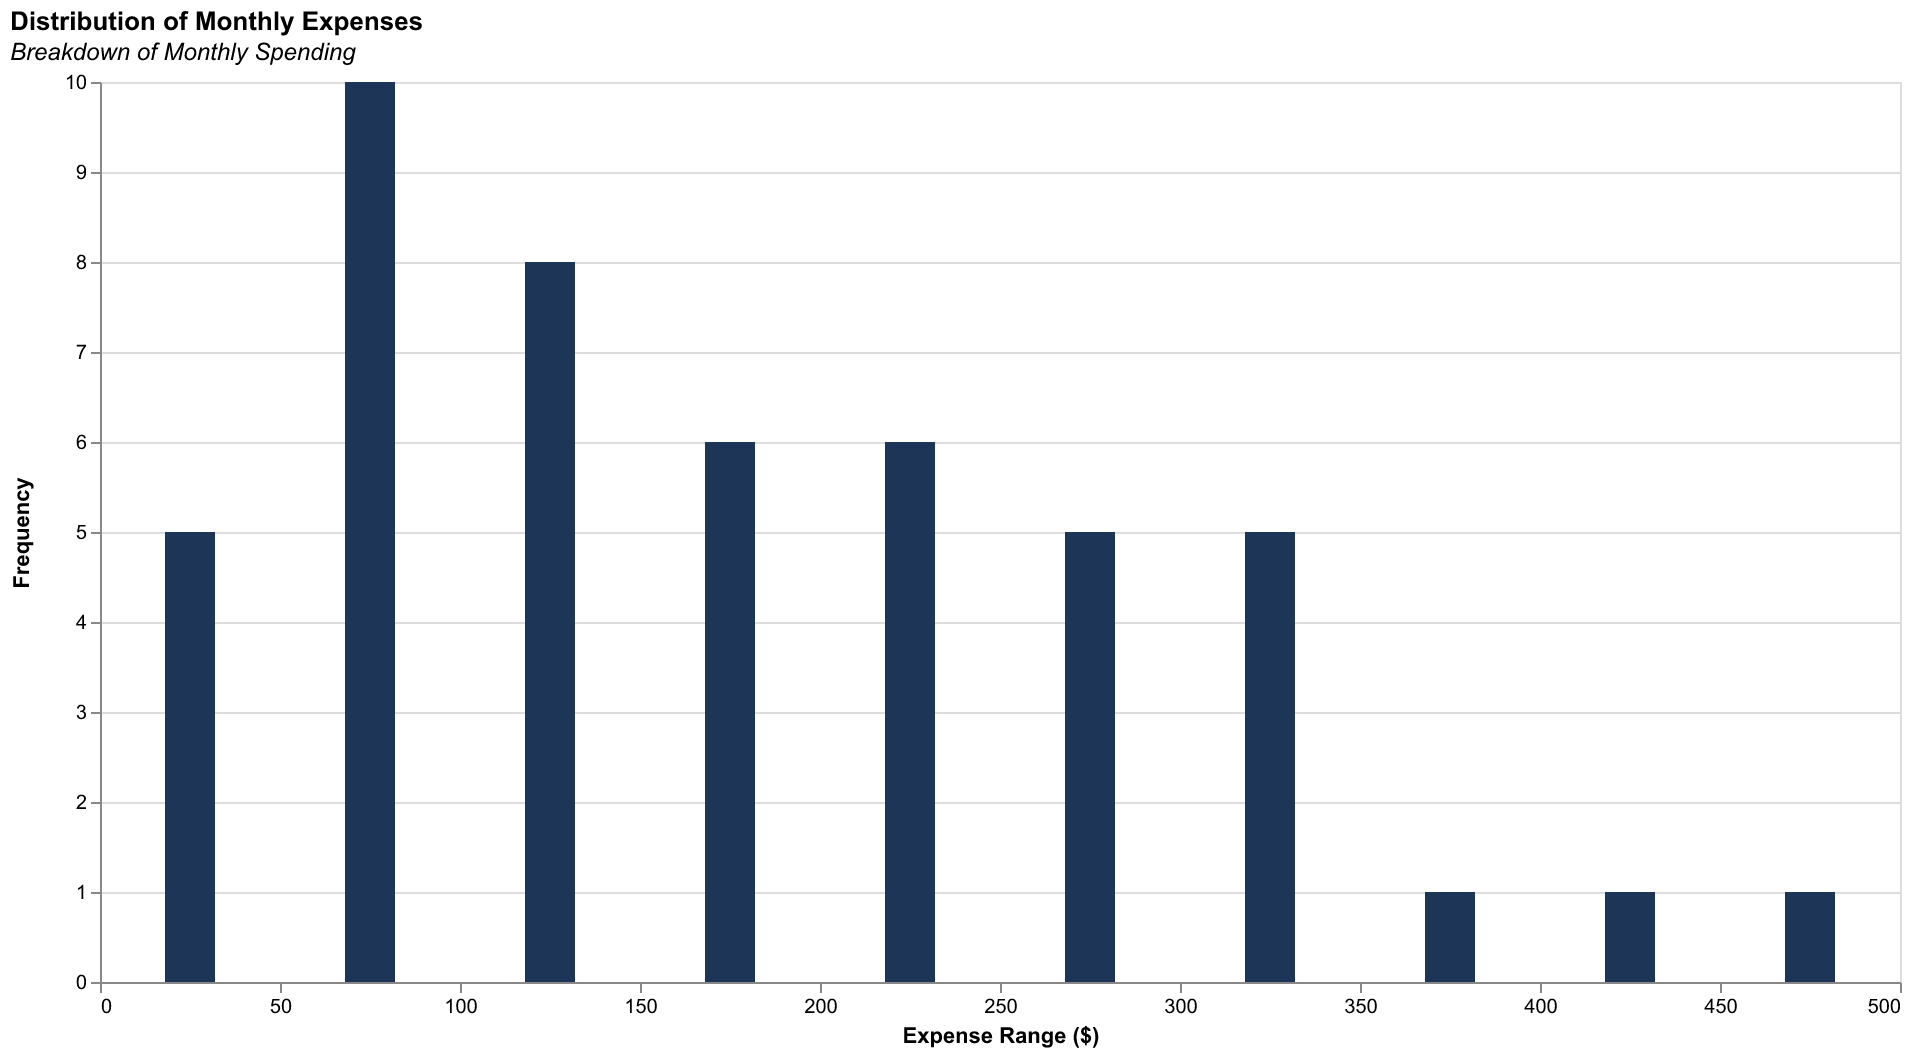 Distribution of Monthly Expenses
Breakdown of Monthly Spending
10
9
8
7
6
5
4
3
2
1
0
Frequency
0 50 100 150 200 250 300 350 400 450 500
Expense Range ($)